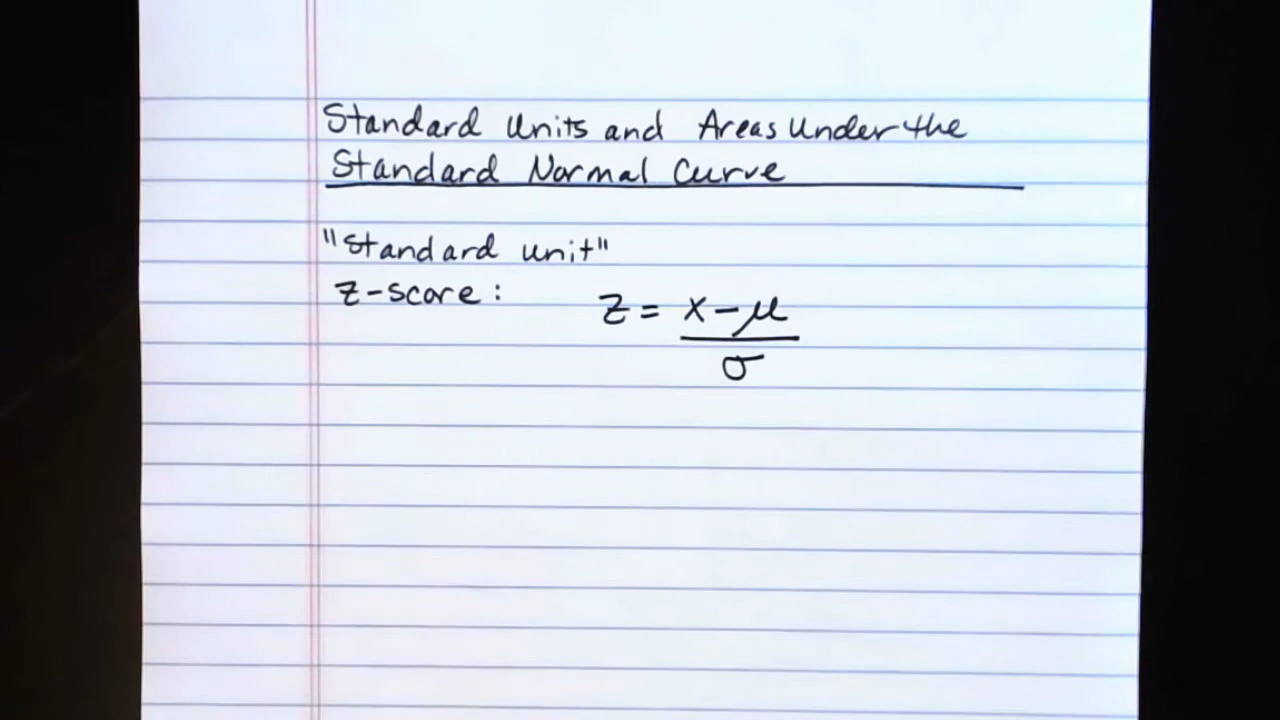 Standard Units and Areas Under the
Standard Normal Curve
"Standard unit"
z-score: z = x-μ
σ